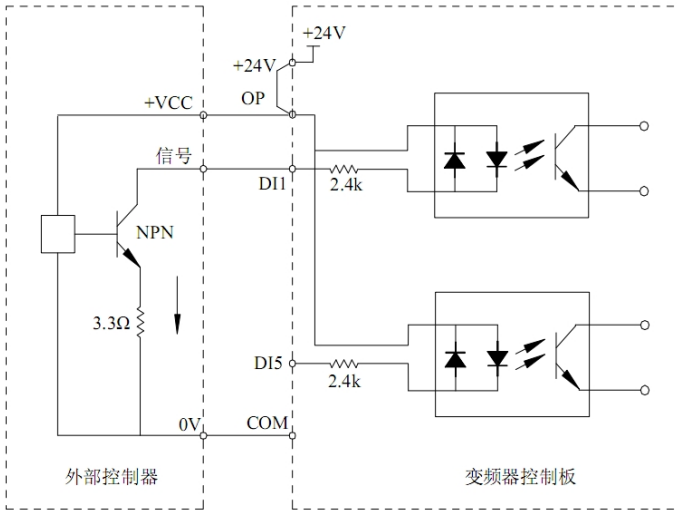 +24V
+24V
+VCC
OP
信号
DI1
2.4k
NPN
3.3Ω
DI5
2.4k
0V
COM
外部控制器
变频器控制板